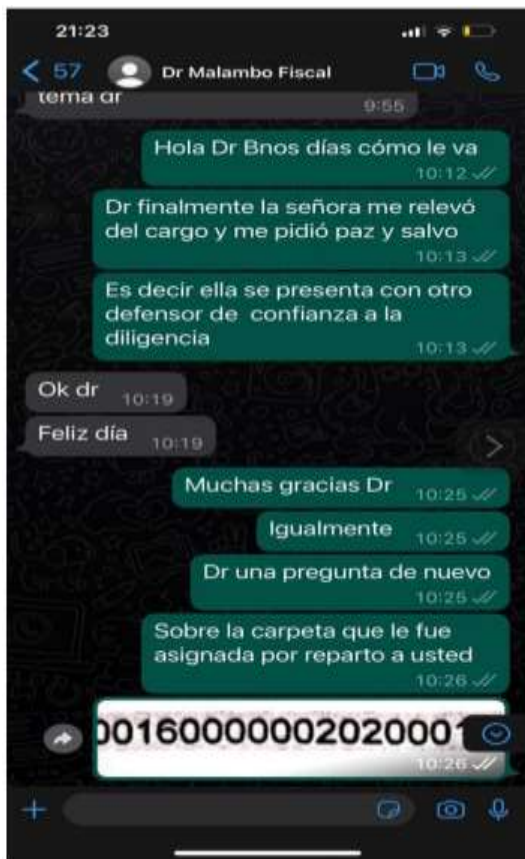 21:23
57 Dr Malambo Fiscal
tema dr
9:55
Hola Dr Bnos días cómo le va
10:12
Dr finalmente la señora me relevó
del cargo y me pidió paz y salvo
10:13
Es decir ella se presenta con otro
defensor de confianza a la
diligencia
10:13
Ok dr 10:19
Feliz día 10:19
Muchas gracias Dr 10:25
Igualmente 10:25
Dr una pregunta de nuevo
10:25
Sobre la carpeta que le fue
asignada por reparto a usted
10:26
001600000002020001
10:26